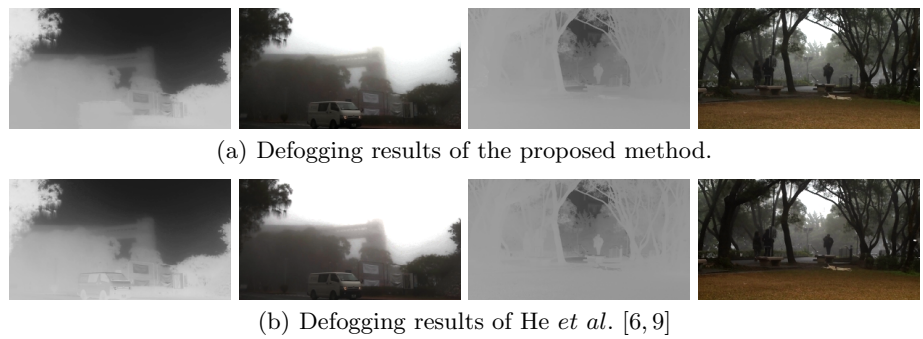 (a) Defogging results of the proposed method.
(b) Defogging results of He et al. [6, 9]